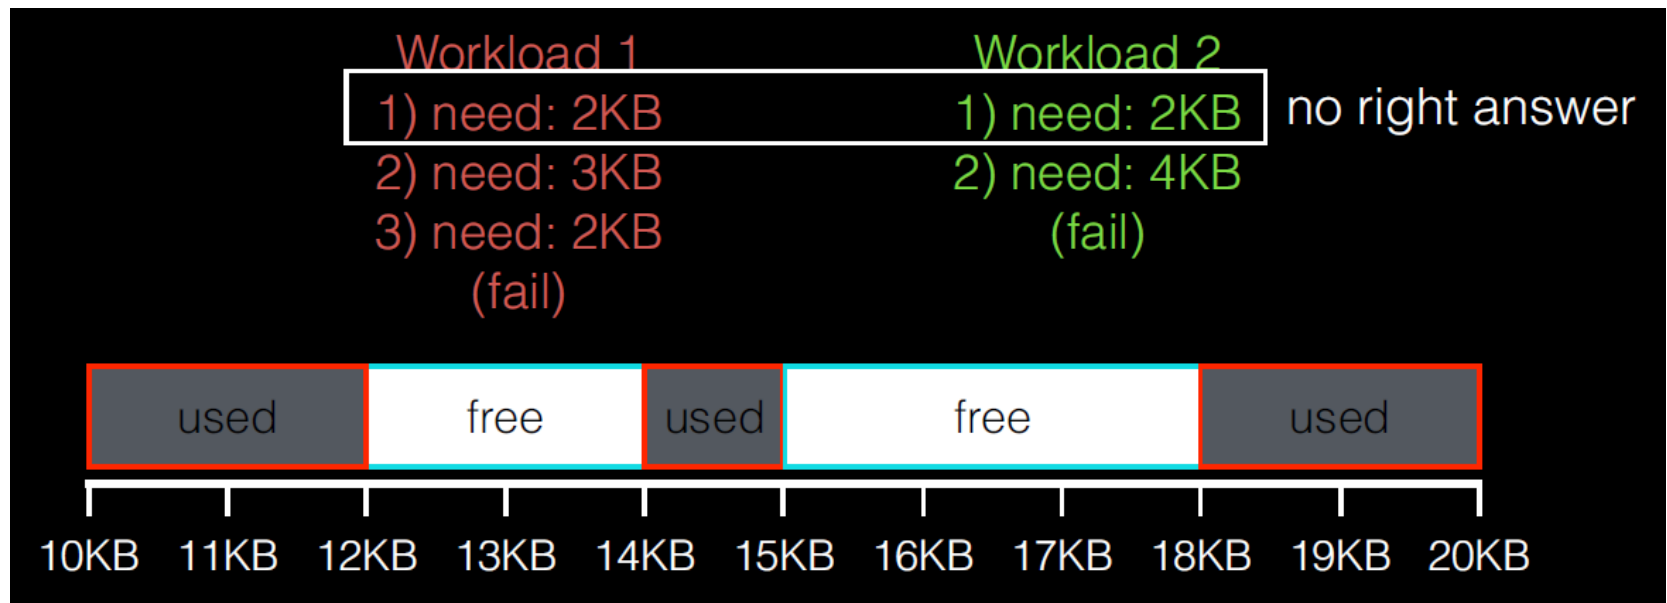 Workload 1
1) need: 2KB
2) need: 3KB
3) need: 2KB
(fail)
Workload 2
1) need: 2KB
2) need: 4KB
(fail)
no right answer
used free used free used
10KB 11KB 12KB 13KB 14KB 15KB 16KB 17KB 18KB 19KB 20KB